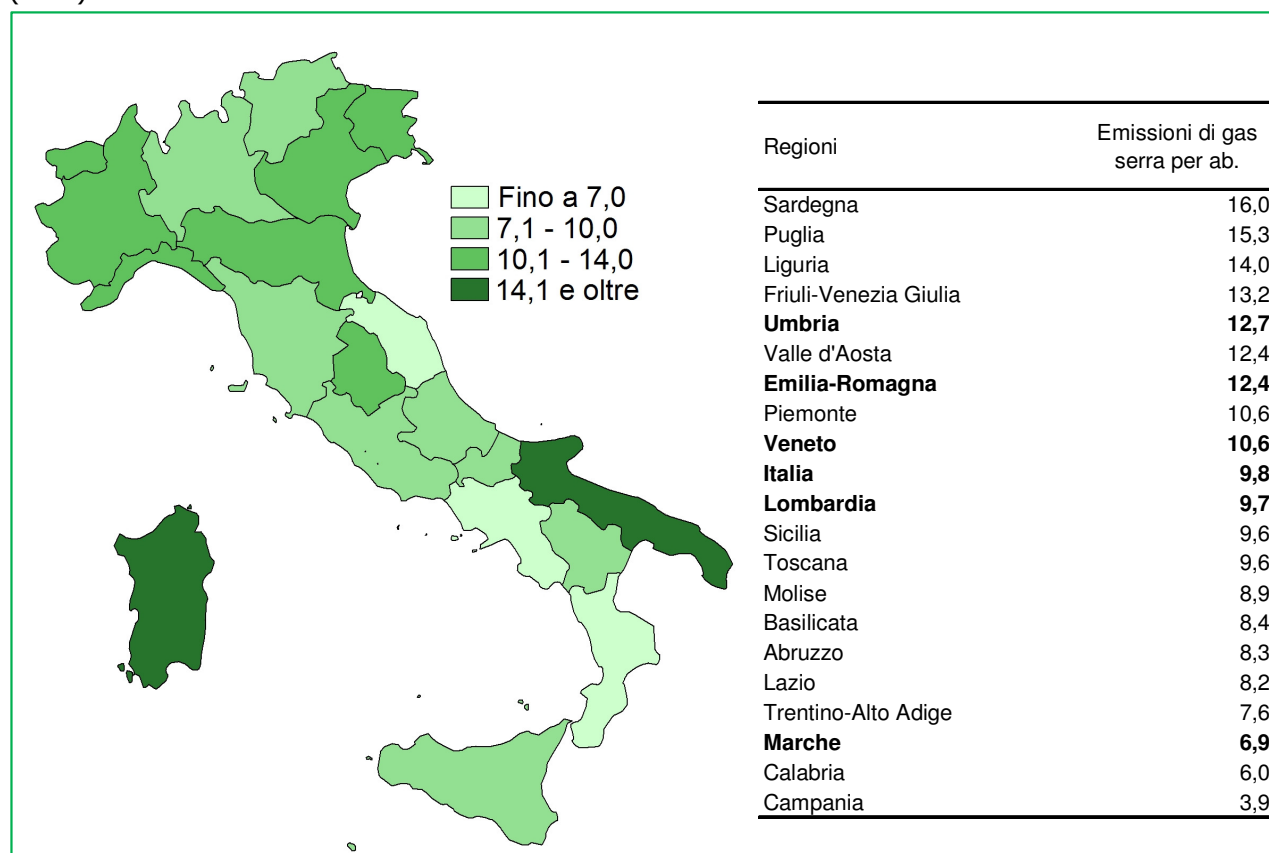 Fino a 7,0
7,1 - 10,0
10,1 - 14,0
14,1 e oltre
Regioni
Emissioni di gas
serra per ab.
Sardegna 16,0
Puglia 15,3
Liguria 14,0
Friuli-Venezia Giulia 13,2
Umbria 12,7
Valle d'Aosta 12,4
Emilia-Romagna 12,4
Piemonte 10,6
Veneto 10,6
Italia 9,8
Lombardia 9,7
Sicilia 9,6
Toscana 9,6
Molise 8,9
Basilicata 8,4
Abruzzo 8,3
Lazio 8,2
Trentino-Alto Adige 7,6
Marche 6,9
Calabria 6,0
Campania 3,9